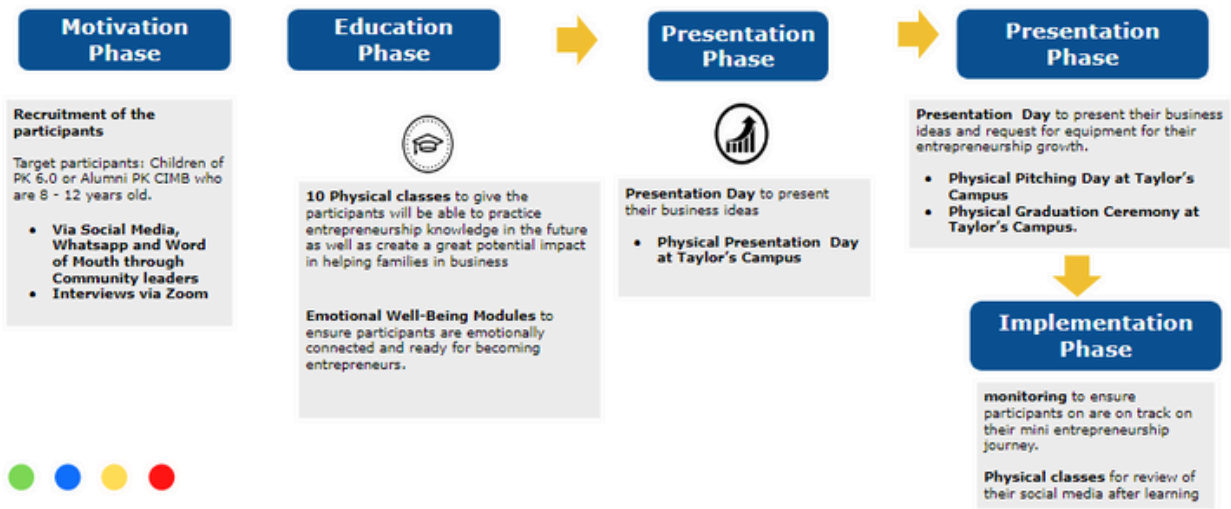 Motivation
Phase
Recruitment of the
participants
Target participants: Children of
PK 6.0 or Alumni PK CIMB who
are 8 - 12 years old.
• Via Social Media,
Whatsapp and Word
of Mouth through
Community leaders
• Interviews via Zoom
Education
Phase
10 Physical classes to give the
participants will be able to practice
entrepreneurship knowledge in the future
as well as create a great potential impact
in helping families in business
Emotional Well-Being Modules to
ensure participants are emotionally
connected and ready for becoming
entrepreneurs.
Presentation
Phase
Presentation Day to present
their business ideas
• Physical Presentation Day
at Taylor's Campus
Presentation
Phase
Presentation Day to present their business
ideas and request for equipment for their
entrepreneurship growth.
• Physical Pitching Day at Taylor's
Campus
• Physical Graduation Ceremony at
Taylor's Campus.
Implementation
Phase
monitoring to ensure
participants on are on track on
their mini entrepreneurship
journey.
Physical classes for review of
their social media after learning